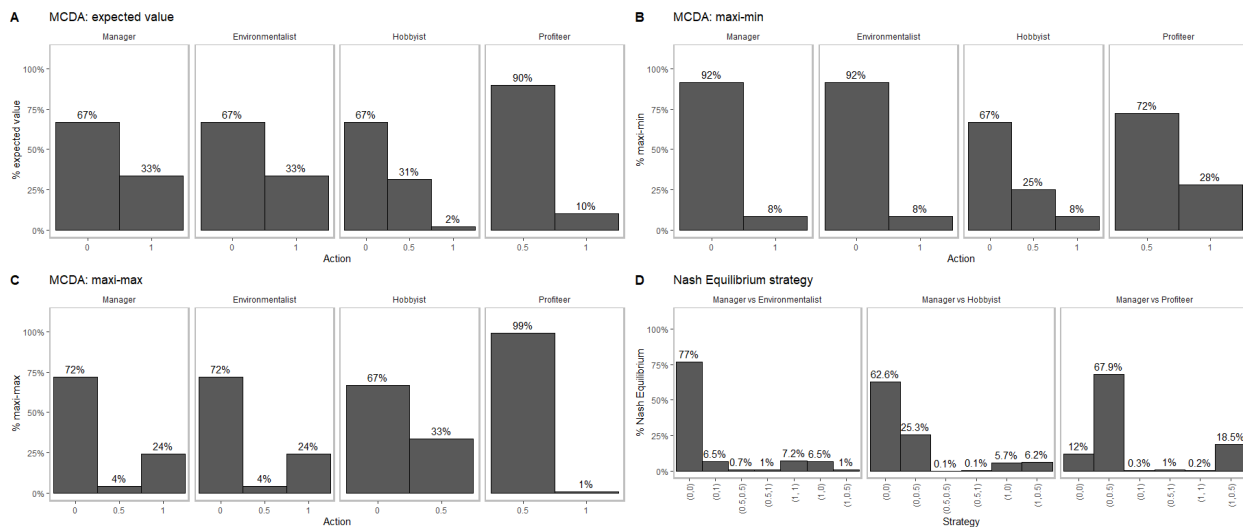 A MCDA: expected value
Manager Environmentalist Hobbyist Profiteer
% expected value
100%
75%
50%
25%
0%
67% 33% 67% 33% 67% 31% 2% 90% 10%
0 1 0 1 0 0.5 1 0.5 1
Action
B MCDA: maxi-min
Manager Environmentalist Hobbyist Profiteer
% maxi-min
100%
75%
50%
25%
0%
92% 8% 92% 8% 67% 25% 8% 72% 28%
0 1 0 1 0 0.5 1 0.5 1
Action
C MCDA: maxi-max
Manager Environmentalist Hobbyist Profiteer
% maxi-max
100%
75%
50%
25%
0%
72% 4% 24% 72% 4% 24% 67% 33% 99% 1%
0 0.5 1 0 0.5 1 0 0.5 0.5 1
Action
D Nash Equilibrium strategy
Manager vs Environmentalist Manager vs Hobbyist Manager vs Profiteer
% Nash Equilibrium
100%
75%
50%
25%
0%
77% 6.5% 0.7% 1% 7.2% 6.5% 1% 62.6% 25.3% 0.1% 0.1% 5.7% 6.2% 12% 67.9% 0.3% 1% 0.2% 18.5%
(0,0) (0,1) (0.5,0.5) (0.5,1) (1, 1) (1,0) (1,0.5) (0,0) (0,0.5) (0.5,0.5) (0.5,1) (1,0) (1,0.5) (0,0) (0,0.5) (0,1) (0.5,1) (1, 1) (1,0.5)
Strategy